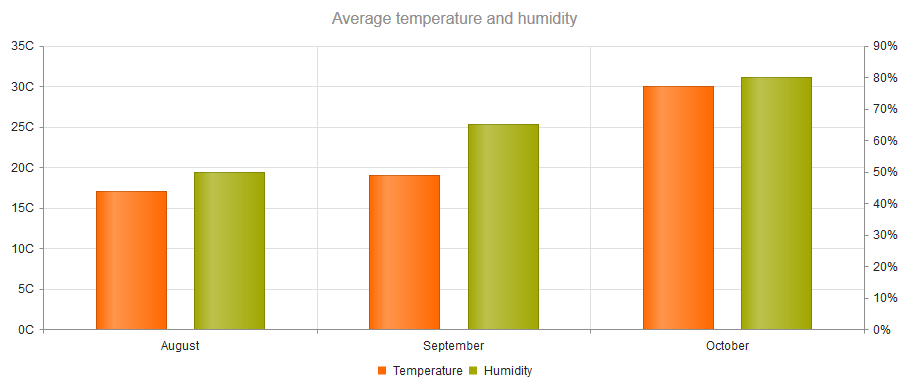 Average temperature and humidity
35C
30C
25C
20C
15C
10C
5C
0C
90%
80%
70%
60%
50%
40%
30%
20%
10%
0%
August September October
Temperature Humidity